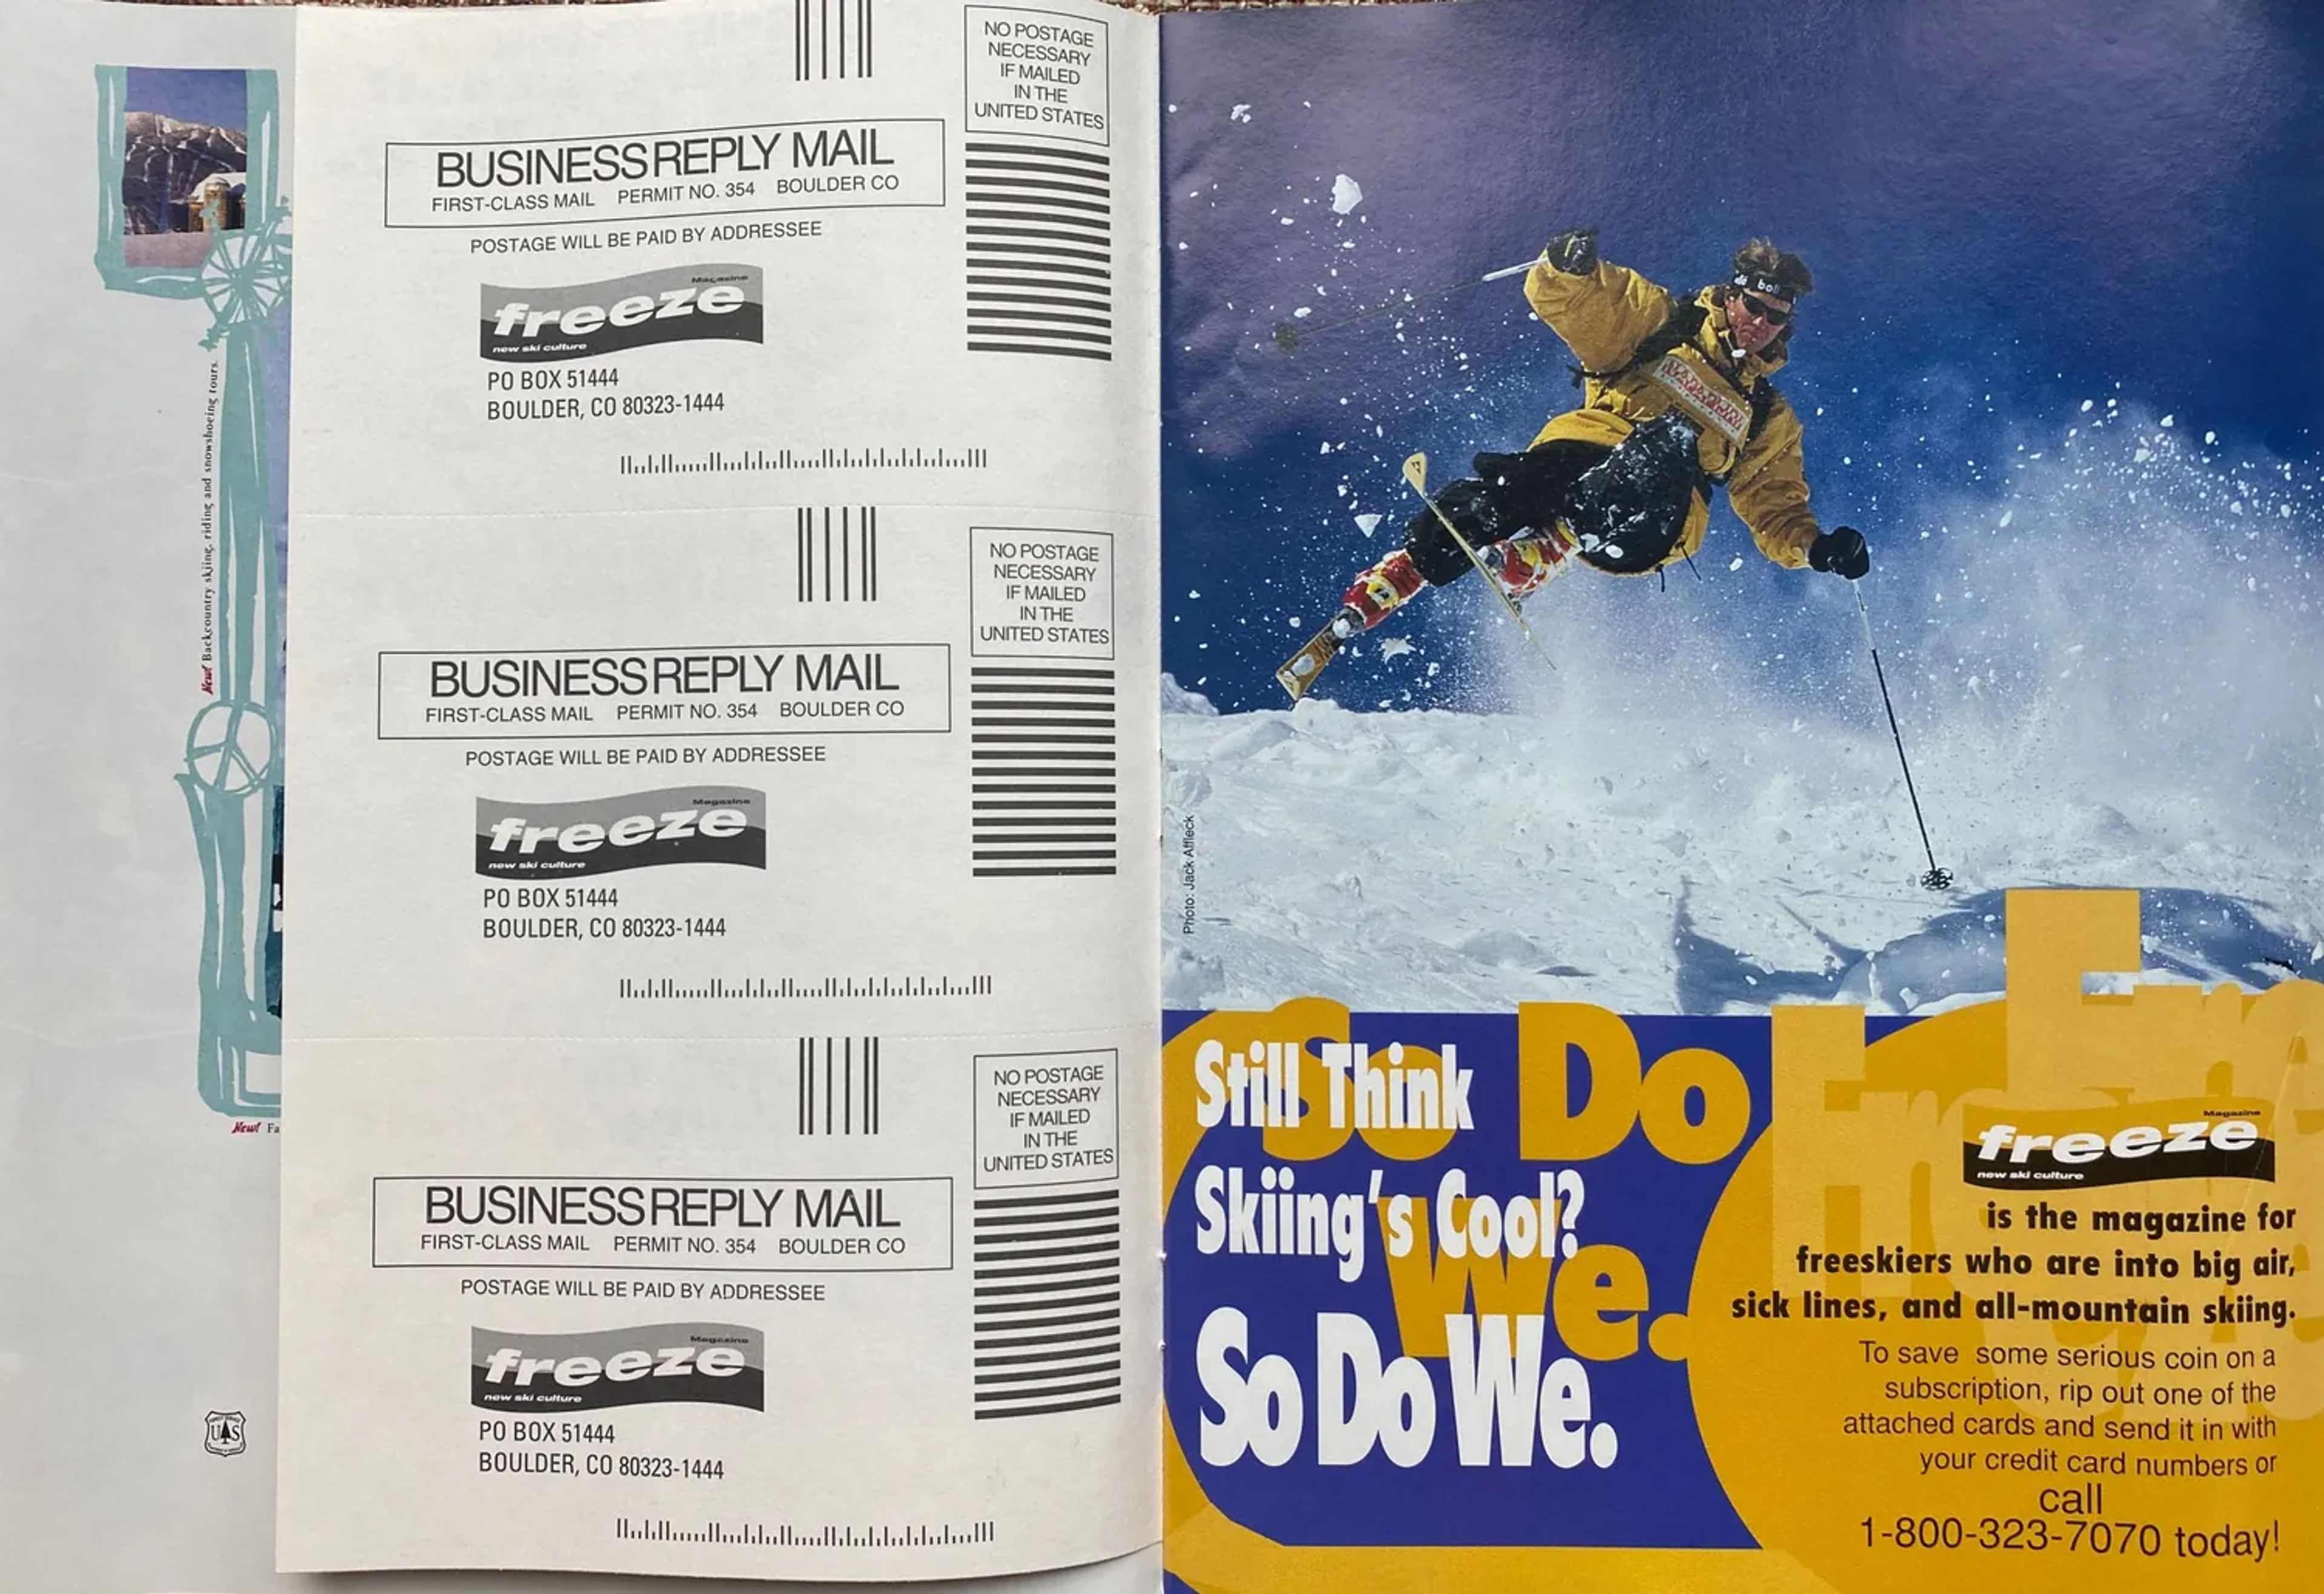 New! Backcountry skiing, riding and snowshoeing tours.
New! Fa
FOREST SERVICE
U S
NO POSTAGE
NECESSARY
IF MAILED
IN THE
UNITED STATES
BUSINESS REPLY MAIL
FIRST-CLASS MAIL PERMIT NO. 354 BOULDER CO
POSTAGE WILL BE PAID BY ADDRESSEE
Magazine
freeze
new ski culture
PO BOX 51444
BOULDER, CO 80323-1444
NO POSTAGE
NECESSARY
IF MAILED
IN THE
UNITED STATES
BUSINESS REPLY MAIL
FIRST-CLASS MAIL PERMIT NO. 354 BOULDER CO
POSTAGE WILL BE PAID BY ADDRESSEE
Magazine
freeze
new ski culture
PO BOX 51444
BOULDER, CO 80323-1444
NO POSTAGE
NECESSARY
IF MAILED
IN THE
UNITED STATES
BUSINESS REPLY MAIL
FIRST-CLASS MAIL PERMIT NO. 354 BOULDER CO
POSTAGE WILL BE PAID BY ADDRESSEE
Magazine
freeze
new ski culture
PO BOX 51444
BOULDER, CO 80323-1444
Photo: Jack Affleck
So Do
We.
Still Think
Skiing's Cool?
So Do We.
Magazine
freeze
new ski culture
is the magazine for
freeskiers who are into big air,
sick lines, and all-mountain skiing.
To save some serious coin on a
subscription, rip out one of the
attached cards and send it in with
your credit card numbers or
call
1-800-323-7070 today!